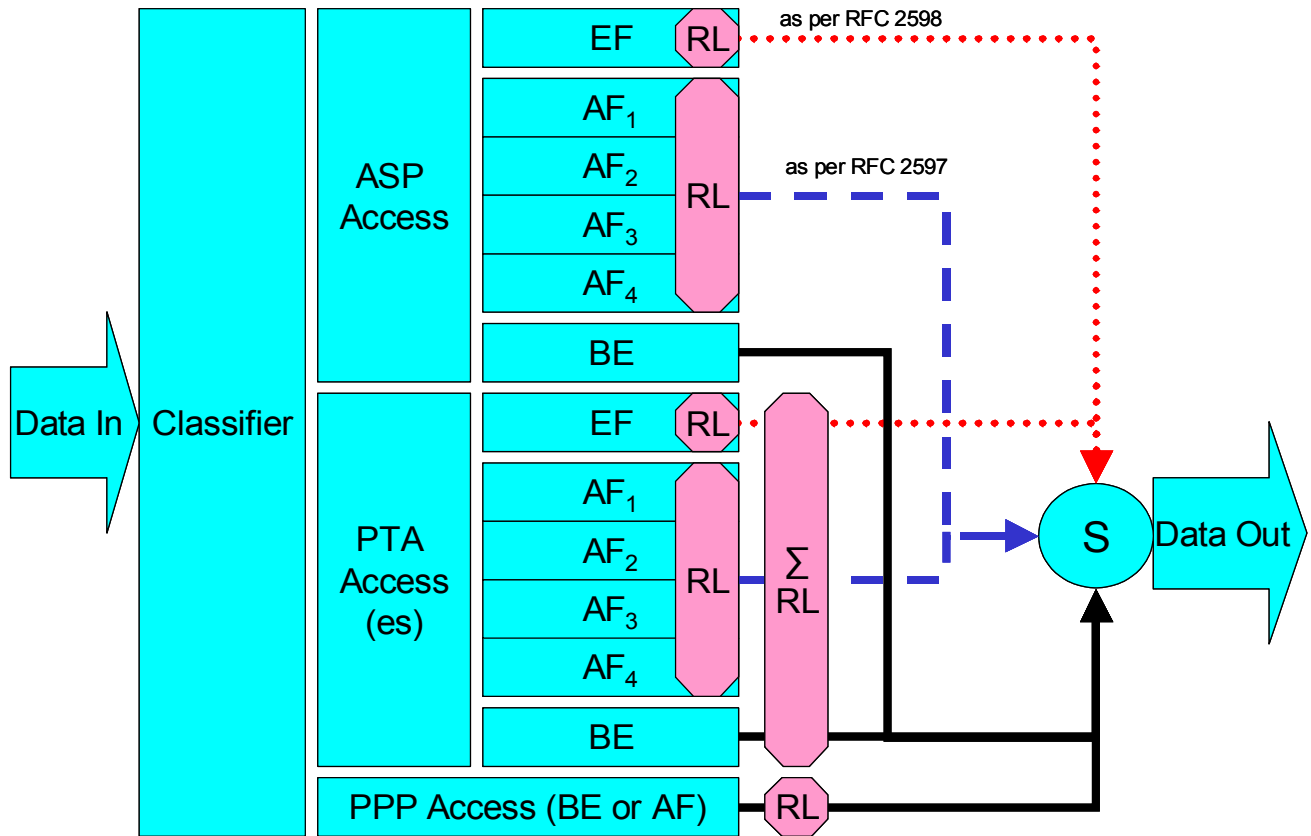 as per RFC 2598
EF
RL
AF1
AF2
AF3
AF4
RL
as per RFC 2597
ASP
Access
BE
Data In
Classifier
EF
RL
AF1
AF2
AF3
AF4
RL
PTA
Access
(es)
Σ
RL
S
Data Out
BE
PPP Access (BE or AF)
RL